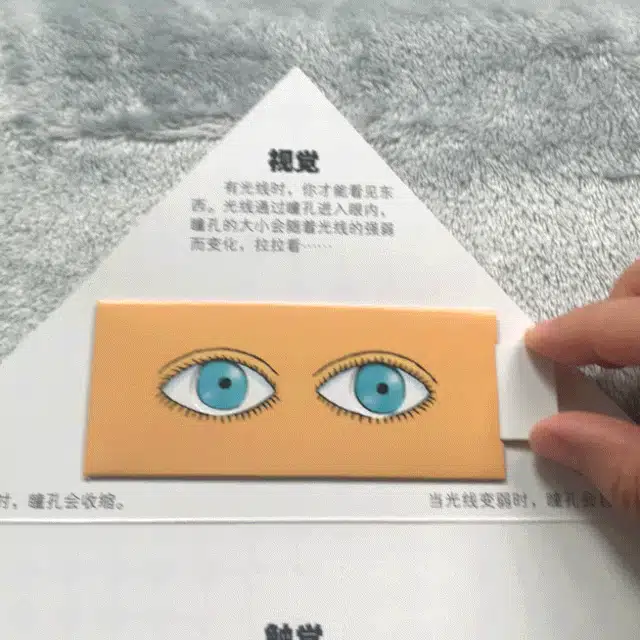 视觉
有光线时，你才能看见东
西。光线通过瞳孔进入眼内，
瞳孔的大小会随着光线的强弱
而变化，拉拉看……
时，瞳孔会收缩。
当光线变弱时，瞳孔会
触觉